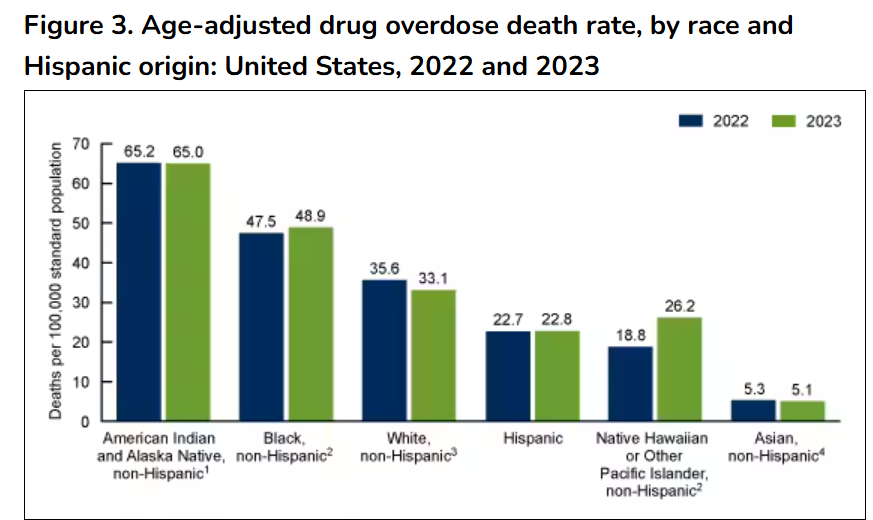 Figure 3. Age-adjusted drug overdose death rate, by race and
Hispanic origin: United States, 2022 and 2023
2022 2023
Deaths per 100,000 standard population
70
60
50
40
30
20
10
0
65.2 65.0
47.5 48.9
35.6 33.1
22.7 22.8
18.8 26.2
5.3 5.1
American Indian
and Alaska Native,
non-Hispanic¹
Black,
non-Hispanic²
White,
non-Hispanic³
Hispanic
Native Hawaiian
or Other
Pacific Islander,
non-Hispanic²
Asian,
non-Hispanic⁴